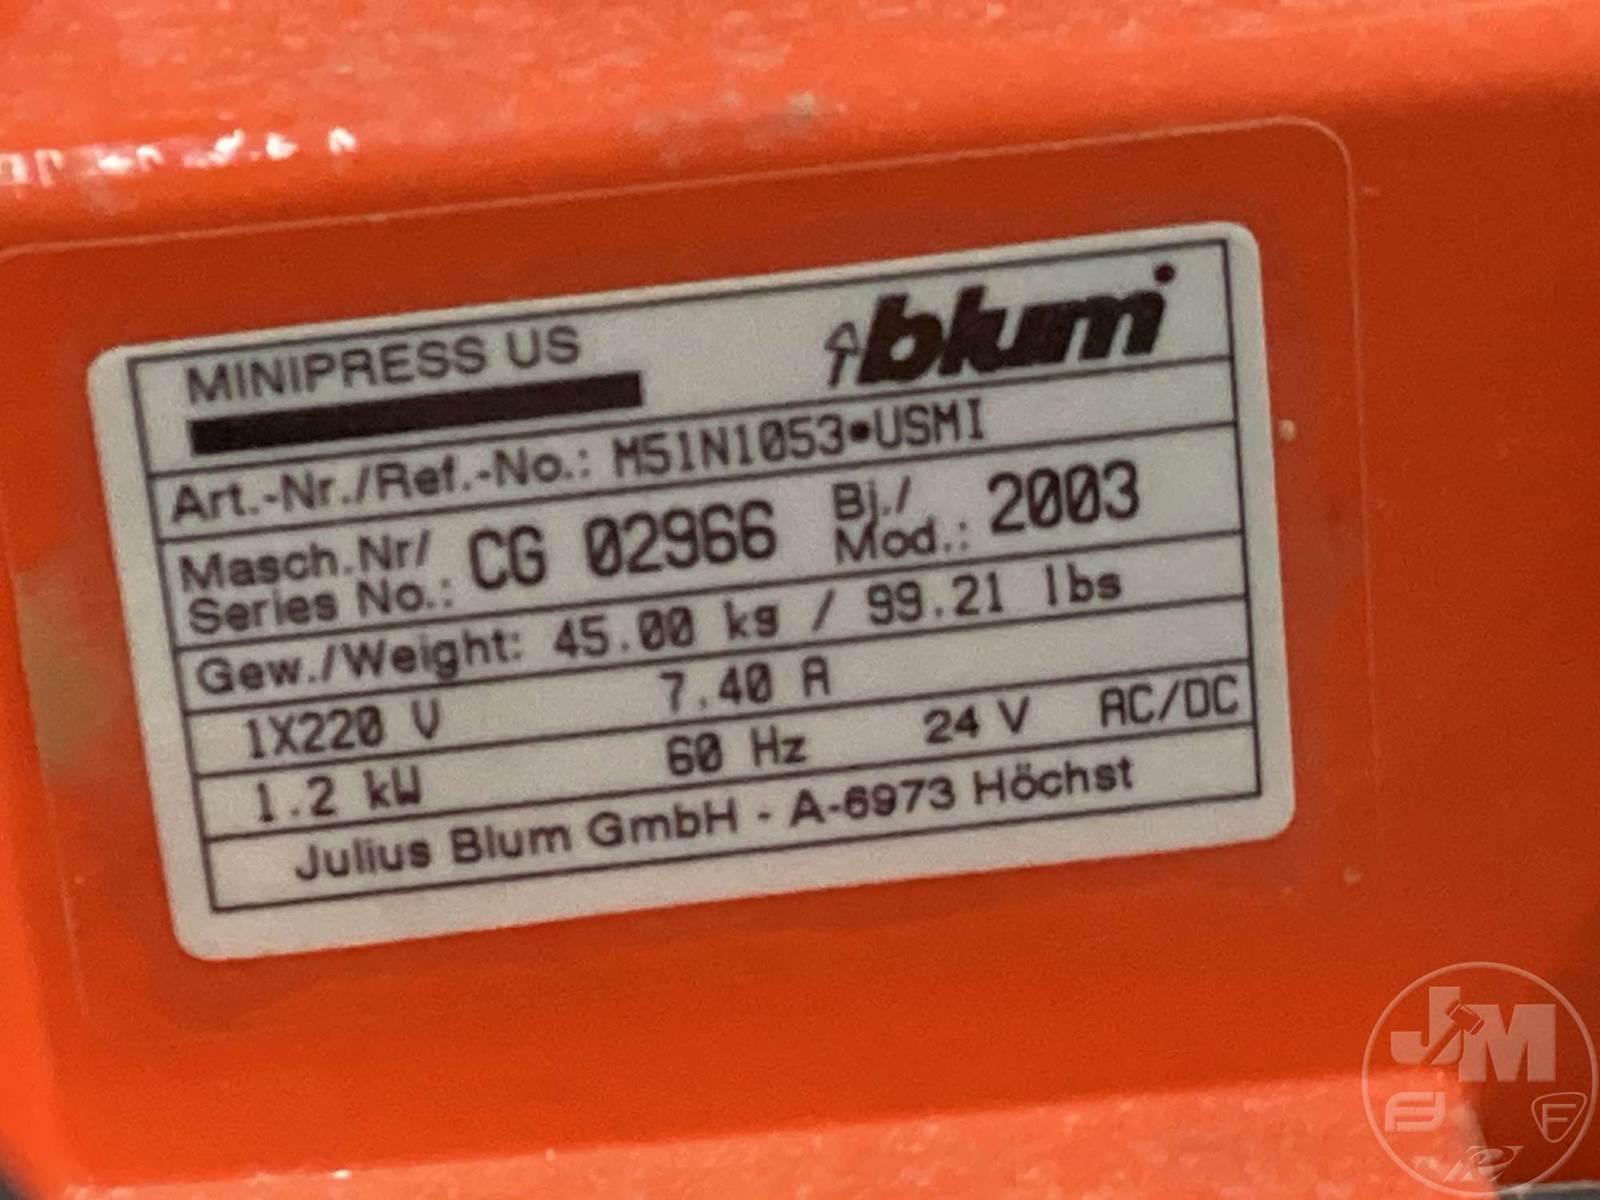 MINIPRESS US
blum
Art.-Nr./Ref.-No.: M51N1053•USMI
Masch.Nr/
Series No.: CG 02966 Bj./
Mod.: 2003
Gew./Weight: 45.00 kg / 99.21 lbs
1X220 V 7.40 A
1.2 kW 60 Hz 24 V AC/DC
Julius Blum GmbH - A-6973 Höchst
JM